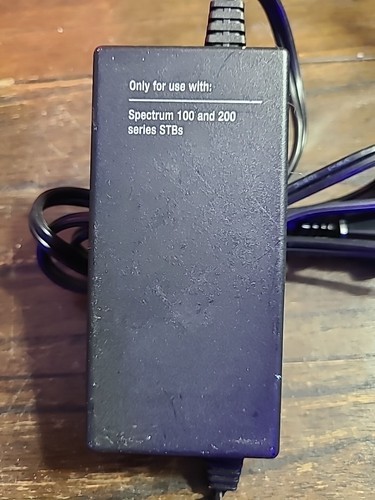 Only for use with:
Spectrum 100 and 200
series STBs